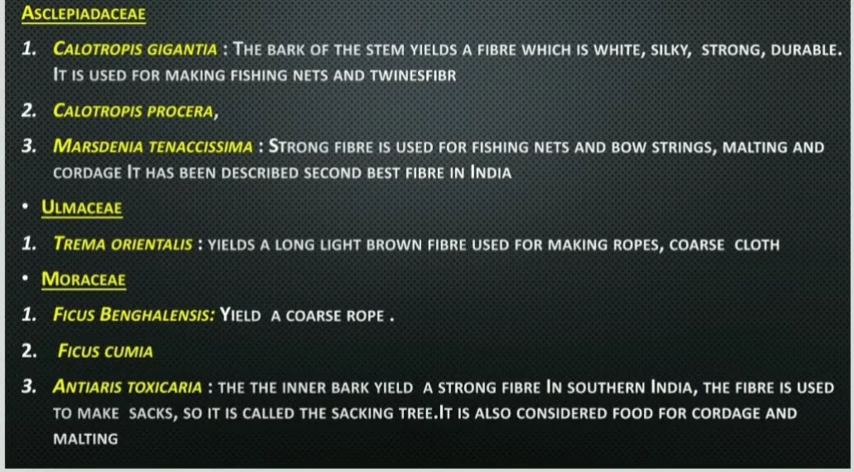 ASCLEPIADACEAE
1. CALOTROPIS GIGANTIA : THE BARK OF THE STEM YIELDS A FIBRE WHICH IS WHITE, SILKY, STRONG, DURABLE.
IT IS USED FOR MAKING FISHING NETS AND TWINESFIBR
2. CALOTROPIS PROCERA,
3. MARSDENIA TENACCISSIMA : STRONG FIBRE IS USED FOR FISHING NETS AND BOW STRINGS, MALTING AND
CORDAGE IT HAS BEEN DESCRIBED SECOND BEST FIBRE IN INDIA
• ULMACEAE
1. TREMA ORIENTALIS : YIELDS A LONG LIGHT BROWN FIBRE USED FOR MAKING ROPES, COARSE CLOTH
• MORACEAE
1. FICUS BENGHALENSIS: YIELD A COARSE ROPE .
2. FICUS CUMIA
3. ANTIARIS TOXICARIA : THE THE INNER BARK YIELD A STRONG FIBRE IN SOUTHERN INDIA, THE FIBRE IS USED
TO MAKE SACKS, SO IT IS CALLED THE SACKING TREE.IT IS ALSO CONSIDERED FOOD FOR CORDAGE AND
MALTING